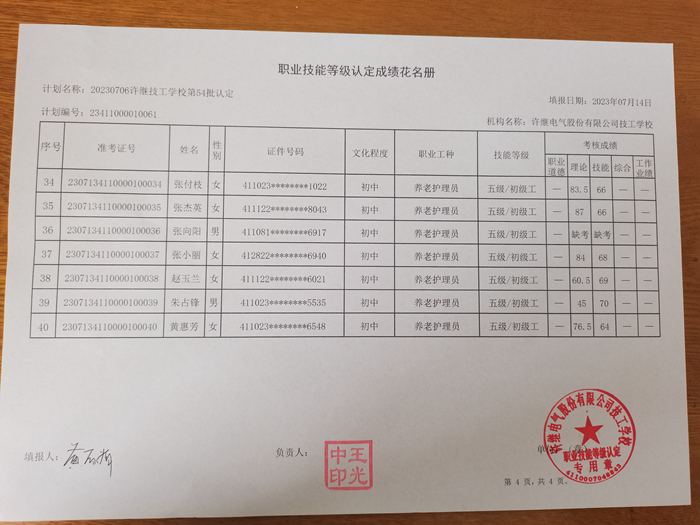 职业技能等级认定成绩花名册
计划名称：20230706许继技工学校第54批认定
填报日期：2023年07月14日
计划编号：23411000010061
机构名称：许继电气股份有限公司技工学校
序号 准考证号 姓名 性别 证件号码 文化程度 职业工种 技能等级 考核成绩
职业道德 理论 技能 综合 工作业绩
34 2307134110000100034 张付枝 女 411023********1022 初中 养老护理员 五级/初级工 — 83.5 66 — —
35 2307134110000100035 张杰英 女 411122********8043 初中 养老护理员 五级/初级工 — 87 66 — —
36 2307134110000100036 张向阳 男 411081********6917 初中 养老护理员 五级/初级工 — 缺考 缺考 — —
37 2307134110000100037 张小丽 女 412822********6940 初中 养老护理员 五级/初级工 — 84 68 — —
38 2307134110000100038 赵玉兰 女 411122********6021 初中 养老护理员 五级/初级工 — 60.5 69 — —
39 2307134110000100039 朱占锋 男 411023********5535 初中 养老护理员 五级/初级工 — 45 70 — —
40 2307134110000100040 黄惠芳 女 411023********6548 初中 养老护理员 五级/初级工 — 76.5 64 — —
填报人：
负责人：
王光中印
许继电气股份有限公司技工学校
职业技能等级认定
专用章
4110007048843
第 4 页，共 4 页